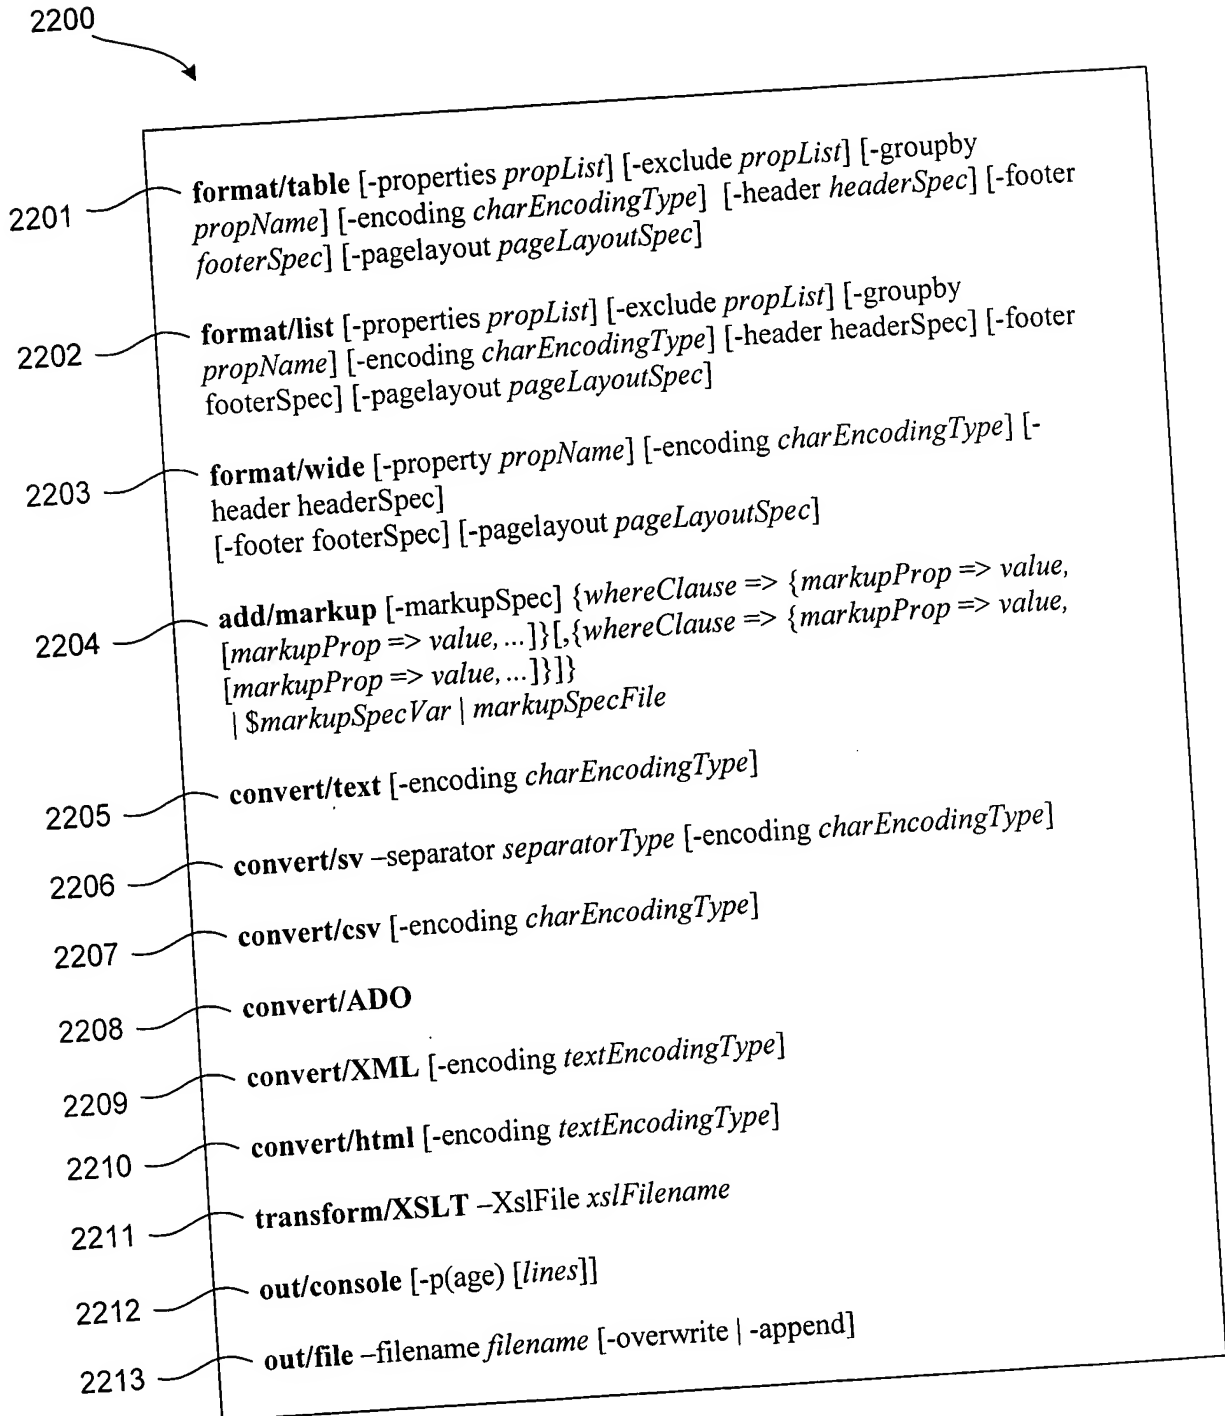 2200
2201
format/table [-properties propList] [-exclude propList] [-groupby
propName] [-encoding charEncodingType] [-header headerSpec] [-footer
footerSpec] [-pagelayout pageLayoutSpec]
2202
format/list [-properties propList] [-exclude propList] [-groupby
propName] [-encoding charEncodingType] [-header headerSpec] [-footer
footerSpec] [-pagelayout pageLayoutSpec]
2203
format/wide [-property propName] [-encoding charEncodingType] [-
header headerSpec]
[-footer footerSpec] [-pagelayout pageLayoutSpec]
2204
add/markup [-markupSpec] {whereClause => {markupProp => value,
[markupProp => value, ...]}[,{whereClause => {markupProp => value,
[markupProp => value, ...]}]}
| $markupSpecVar | markupSpecFile
2205
convert/text [-encoding charEncodingType]
2206
convert/sv –separator separatorType [-encoding charEncodingType]
2207
convert/csv [-encoding charEncodingType]
2208
convert/ADO
2209
convert/XML [-encoding textEncodingType]
2210
convert/html [-encoding textEncodingType]
2211
transform/XSLT –XslFile xslFilename
2212
out/console [-p(age) [lines]]
2213
out/file –filename filename [-overwrite | -append]